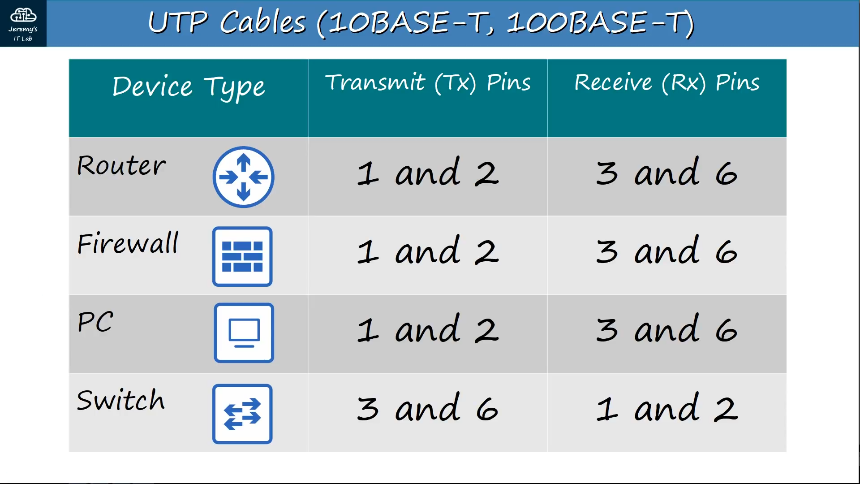 Jeremy's
IT Lab
UTP Cables (10BASE-T, 100BASE-T)
Device Type Transmit (Tx) Pins Receive (Rx) Pins
Router 1 and 2 3 and 6
Firewall 1 and 2 3 and 6
PC 1 and 2 3 and 6
Switch 3 and 6 1 and 2